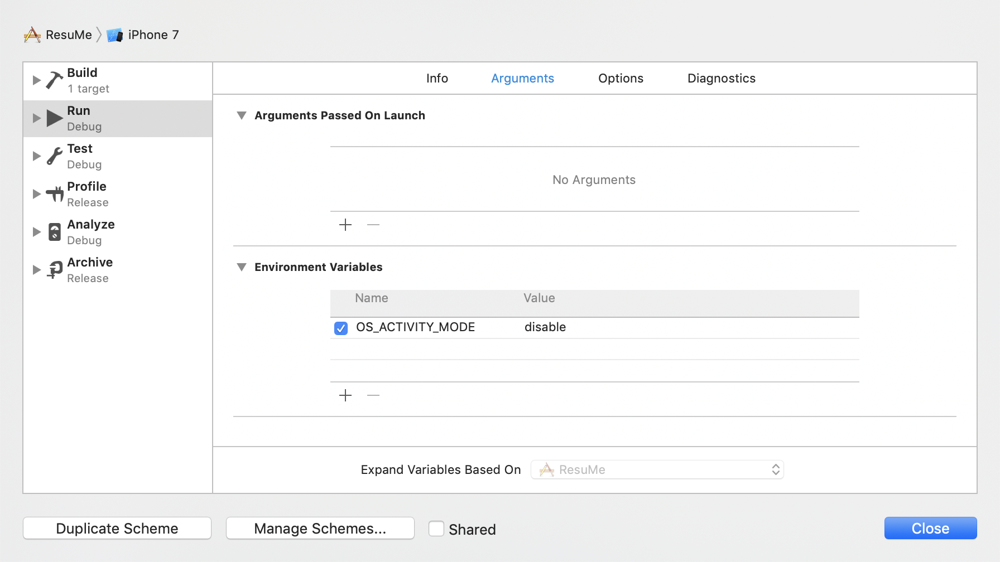 ResuMe iPhone 7
Build
1 target
Run
Debug
Test
Debug
Profile
Release
Analyze
Debug
Archive
Release
Info Arguments Options Diagnostics
Arguments Passed On Launch
No Arguments
Environment Variables
Name Value
OS_ACTIVITY_MODE disable
Expand Variables Based On ResuMe
Duplicate Scheme Manage Schemes... Shared Close